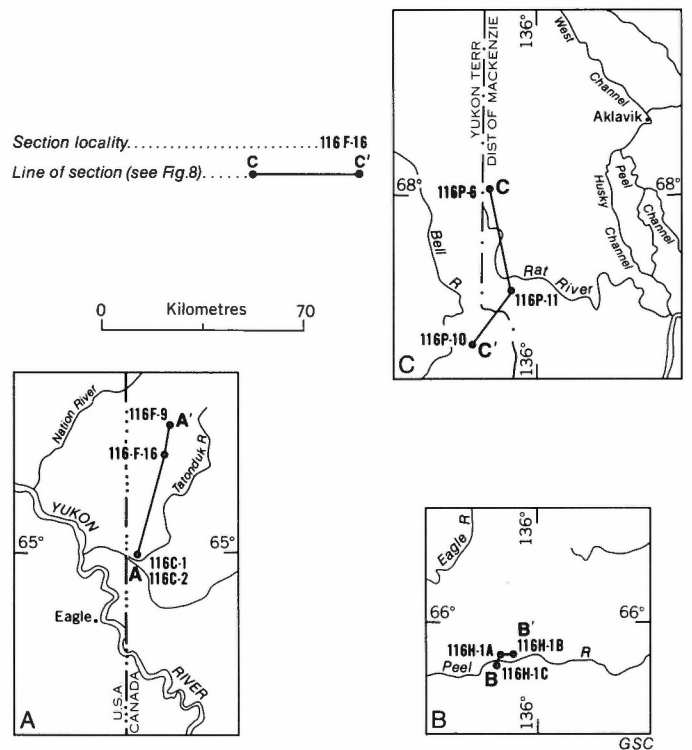 Section locality......................... 116 F-16
Line of section (see Fig.8)...... C C'
0 Kilometres 70
136°
YUKON TERR
DIST OF MACKENZIE
West
Channel
Aklavik
116P-6
C
68°
68°
Bell
R
Husky
Channel
Peel
Channel
Rat River
116P-11
116P-10
C'
136°
C
Nation River
116F-9
A'
116-F-16
Tatonduk R
YUKON
65°
65°
116C-1
A
116C-2
Eagle
RIVER
U.S.A
CANADA
A
Eagle R
136°
66°
66°
B'
116H-1A
116H-1B
Peel
R
B
116H-1C
136°
B
GSC